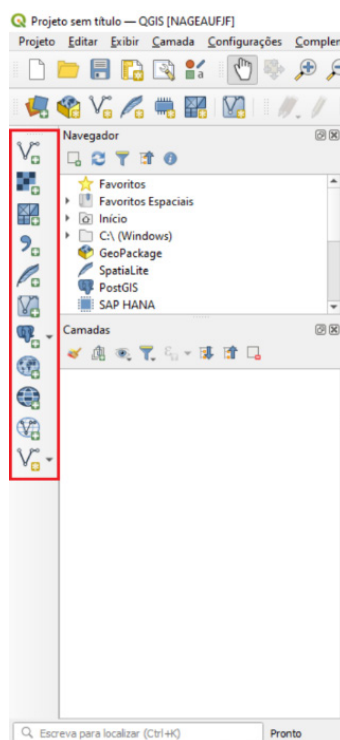 Projeto sem título — QGIS [NAGEAUFJF]
Projeto Editar Exibir Camada Configurações Complem
Navegador
Favoritos
Favoritos Espaciais
Início
C:\ (Windows)
GeoPackage
SpatiaLite
PostGIS
SAP HANA
Camadas
Escreva para localizar (Ctrl+K) Pronto